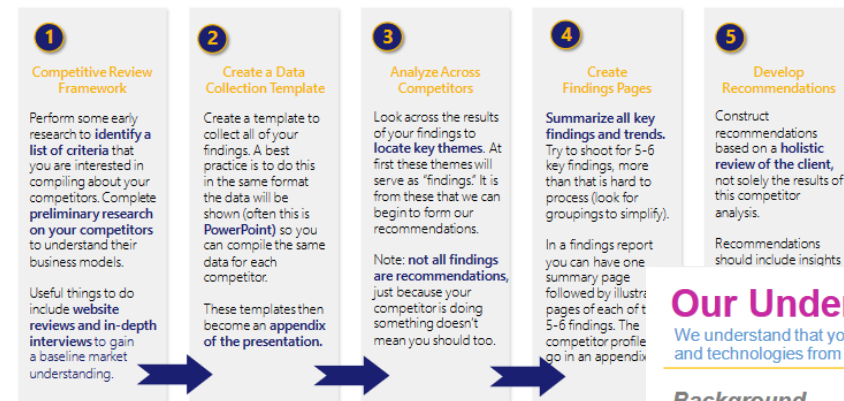 1
Competitive Review
Framework
Perform some early
research to identify a
list of criteria that
you are interested in
compiling about your
competitors. Complete
preliminary research
on your competitors
to understand their
business models.
Useful things to do
include website
reviews and in-depth
interviews to gain
a baseline market
understanding.
2
Create a Data
Collection Template
Create a template to
collect all of your
findings. A best
practice is to do this
in the same format
the data will be
shown (often this is
PowerPoint) so you
can compile the same
data for each
competitor.
These templates then
become an appendix
of the presentation.
3
Analyze Across
Competitors
Look across the results
of your findings to
locate key themes. At
first these themes will
serve as "findings." It is
from these that we can
begin to form our
recommendations.
Note: not all findings
are recommendations,
just because your
competitor is doing
something doesn't
mean you should too.
4
Create
Findings Pages
Summarize all key
findings and trends.
Try to shoot for 5-6
key findings, more
than that is hard to
process (look for
groupings to simplify).
In a findings report
you can have one
summary page
followed by
pages of each of
5-6 findings. The
competitor profile
go in an appendix
5
Develop
Recommendations
Construct
recommendations
based on a holistic
review of the client,
not solely the results of
this competitor
analysis.
Recommendations
should include insights
Our
We understand that
and technologies from
Background